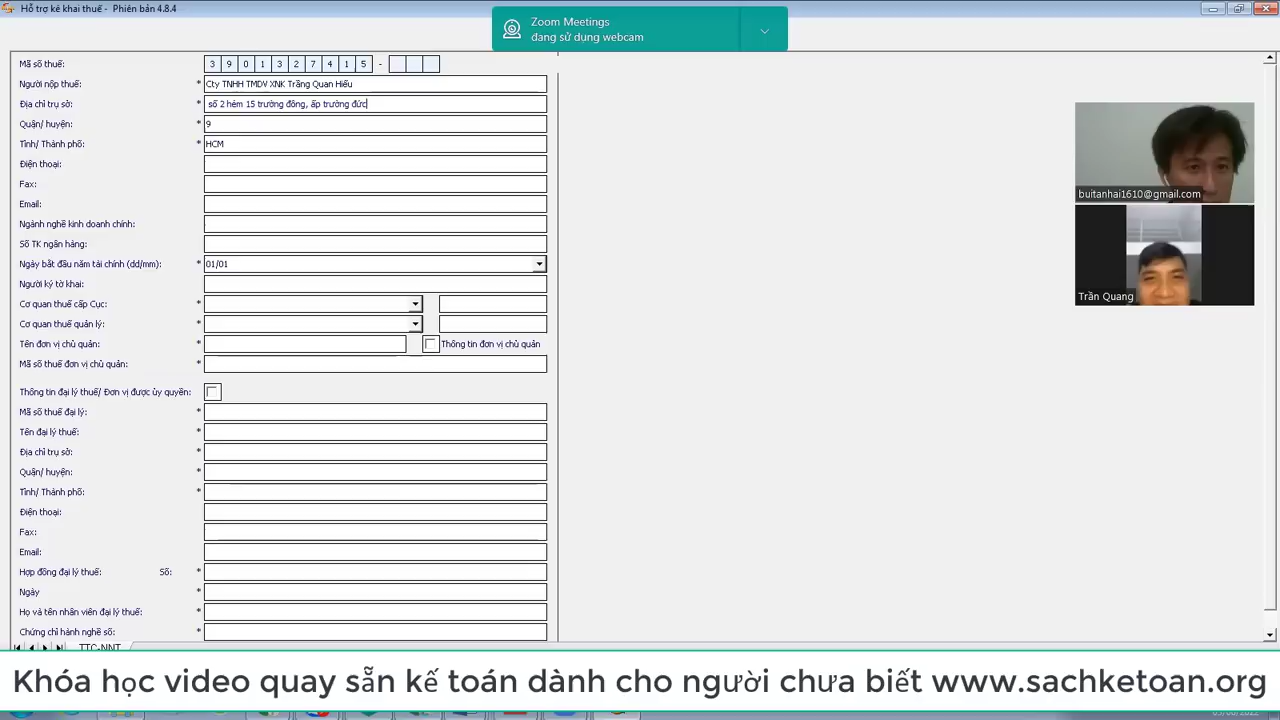 Hỗ trợ kê khai thuế - Phiên bản 4.8.4
Zoom Meetings
đang sử dụng webcam
Mã số thuế: 3 9 0 1 3 2 7 4 1 5 -
Người nộp thuế: * Cty TNHH TMDV XNK Trầng Quan Hiếu
Địa chỉ trụ sở: * số 2 hẻm 15 trường đông, ấp trường đức
Quận/ huyện: * 9
Tỉnh/ Thành phố: * HCM
Điện thoại:
Fax:
Email:
Ngành nghề kinh doanh chính:
Số TK ngân hàng:
Ngày bắt đầu năm tài chính (dd/mm): * 01/01
Người ký tờ khai:
Cơ quan thuế cấp Cục: *
Cơ quan thuế quản lý: *
Tên đơn vị chủ quản: * Thông tin đơn vị chủ quản
Mã số thuế đơn vị chủ quản: *
Thông tin đại lý thuế/ Đơn vị được ủy quyền:
Mã số thuế đại lý: *
Tên đại lý thuế: *
Địa chỉ trụ sở: *
Quận/ huyện: *
Tỉnh/ Thành phố: *
Điện thoại:
Fax:
Email:
Hợp đồng đại lý thuế: Số: *
Ngày *
Họ và tên nhân viên đại lý thuế: *
Chứng chỉ hành nghề số: *
TTC-NNT
buitanhai1610@gmail.com
Trần Quang
Khóa học video quay sẵn kế toán dành cho người chưa biết www.sachketoan.org